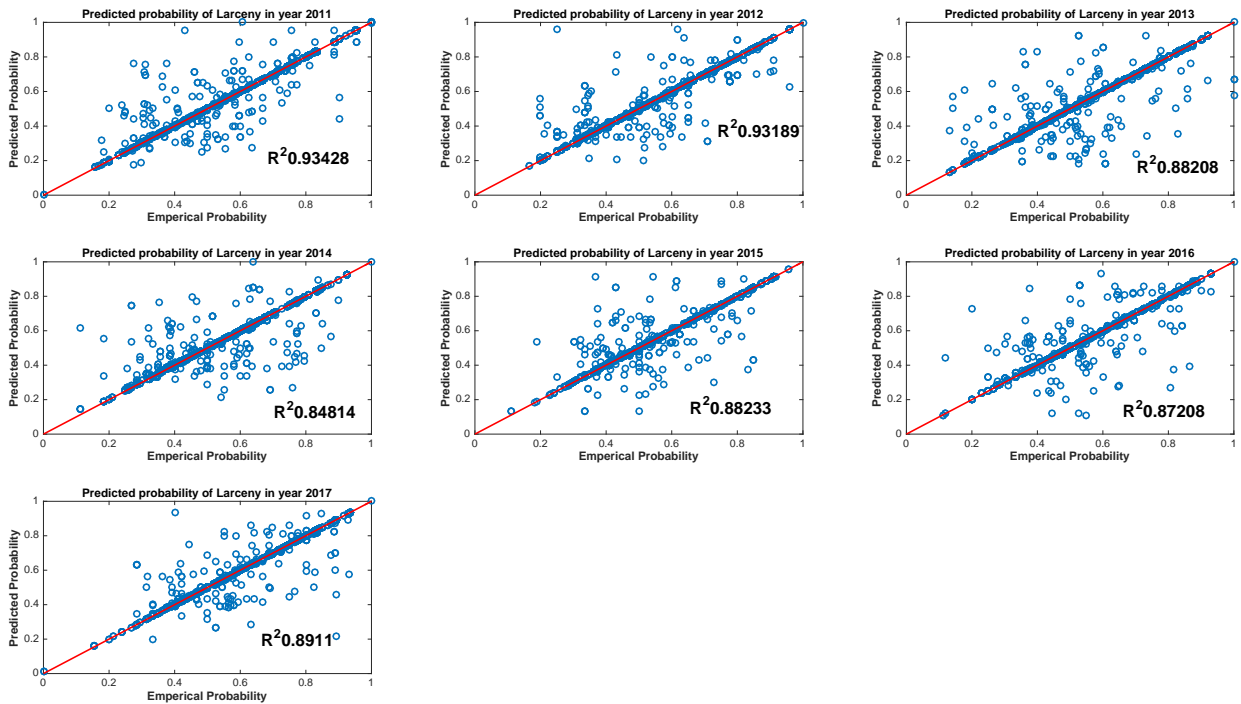 Predicted probability of Larceny in year 2011
Predicted Probability
1
0.8
0.6
0.4
0.2
0
R²0.93428
0 0.2 0.4 0.6 0.8 1
Emperical Probability
Predicted probability of Larceny in year 2012
Predicted Probability
1
0.8
0.6
0.4
0.2
0
R²0.93189
0 0.2 0.4 0.6 0.8 1
Emperical Probability
Predicted probability of Larceny in year 2013
Predicted Probability
1
0.8
0.6
0.4
0.2
0
R²0.88208
0 0.2 0.4 0.6 0.8 1
Emperical Probability
Predicted probability of Larceny in year 2014
Predicted Probability
1
0.8
0.6
0.4
0.2
0
R²0.84814
0 0.2 0.4 0.6 0.8 1
Emperical Probability
Predicted probability of Larceny in year 2015
Predicted Probability
1
0.8
0.6
0.4
0.2
0
R²0.88233
0 0.2 0.4 0.6 0.8 1
Emperical Probability
Predicted probability of Larceny in year 2016
Predicted Probability
1
0.8
0.6
0.4
0.2
0
R²0.87208
0 0.2 0.4 0.6 0.8 1
Emperical Probability
Predicted probability of Larceny in year 2017
Predicted Probability
1
0.8
0.6
0.4
0.2
0
R²0.8911
0 0.2 0.4 0.6 0.8 1
Emperical Probability